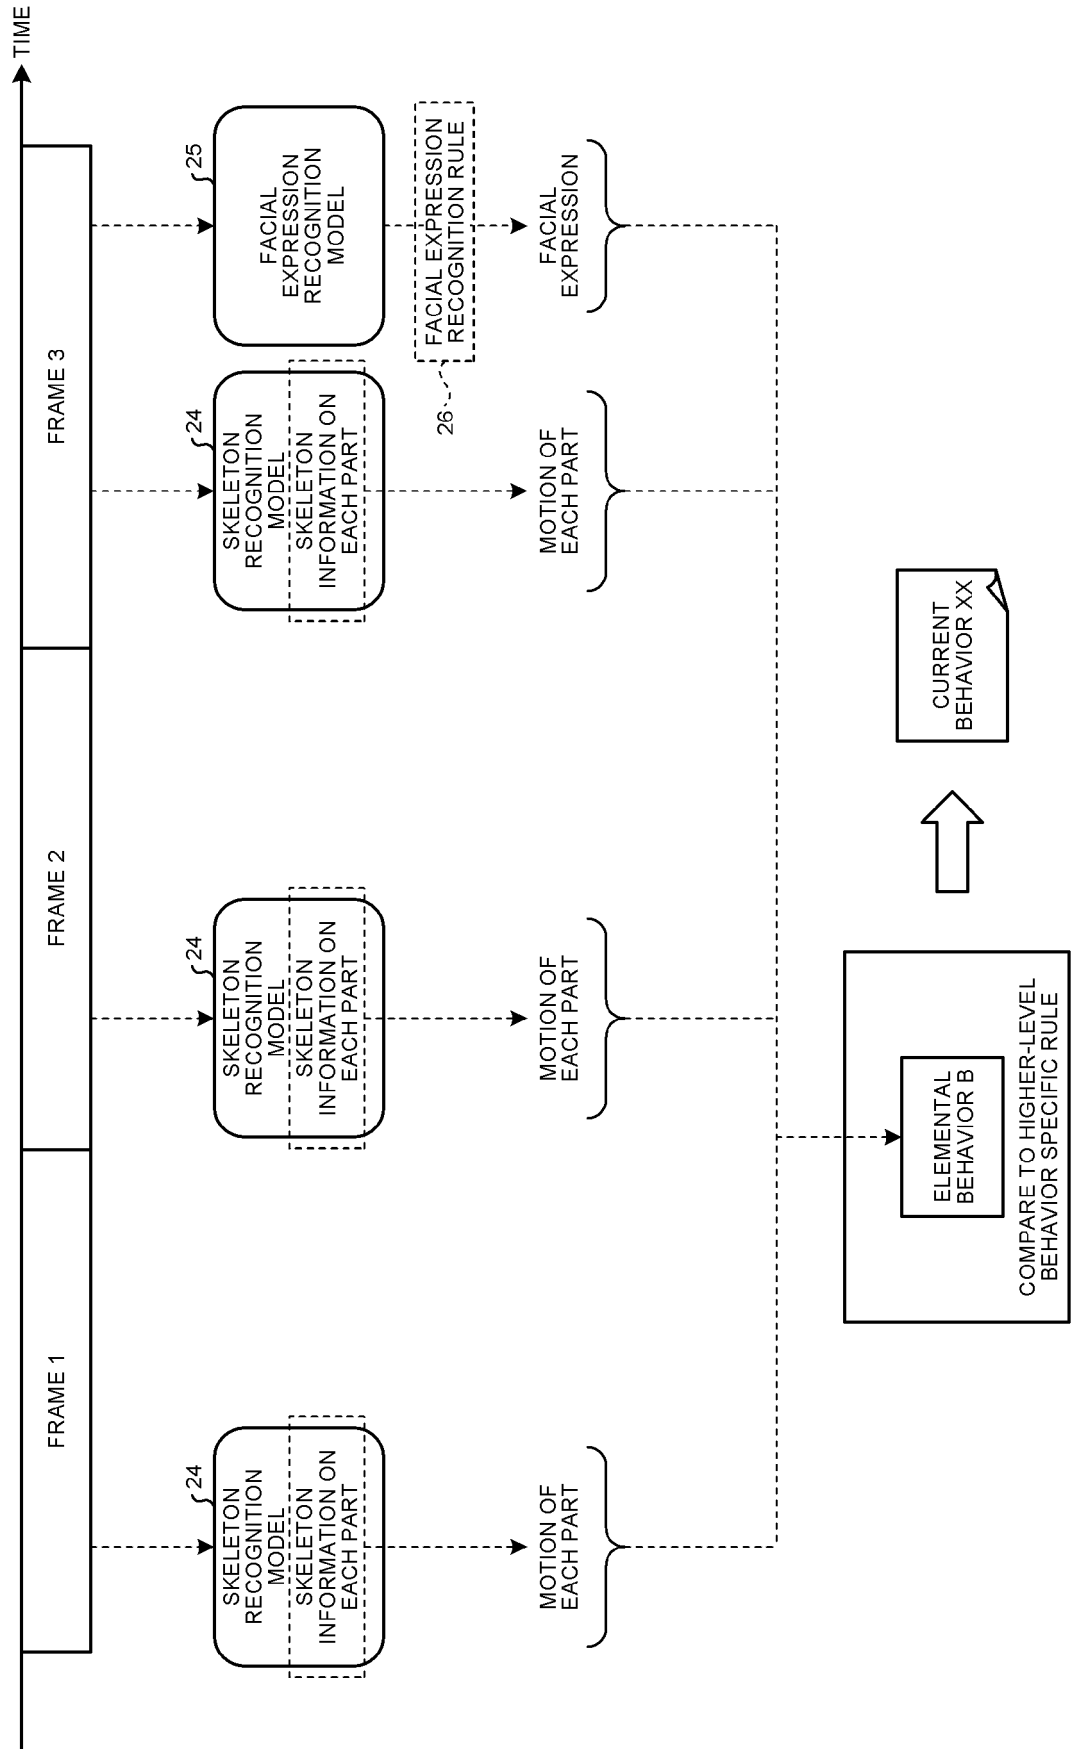 TIME
FRAME 1
FRAME 2
FRAME 3
24
SKELETON
RECOGNITION
MODEL
SKELETON
INFORMATION ON
EACH PART
24
SKELETON
RECOGNITION
MODEL
SKELETON
INFORMATION ON
EACH PART
24
SKELETON
RECOGNITION
MODEL
SKELETON
INFORMATION ON
EACH PART
25
FACIAL
EXPRESSION
RECOGNITION
MODEL
26
FACIAL EXPRESSION
RECOGNITION RULE
MOTION OF
EACH PART
MOTION OF
EACH PART
MOTION OF
EACH PART
FACIAL
EXPRESSION
ELEMENTAL
BEHAVIOR B
COMPARE TO HIGHER-LEVEL
BEHAVIOR SPECIFIC RULE
CURRENT
BEHAVIOR XX